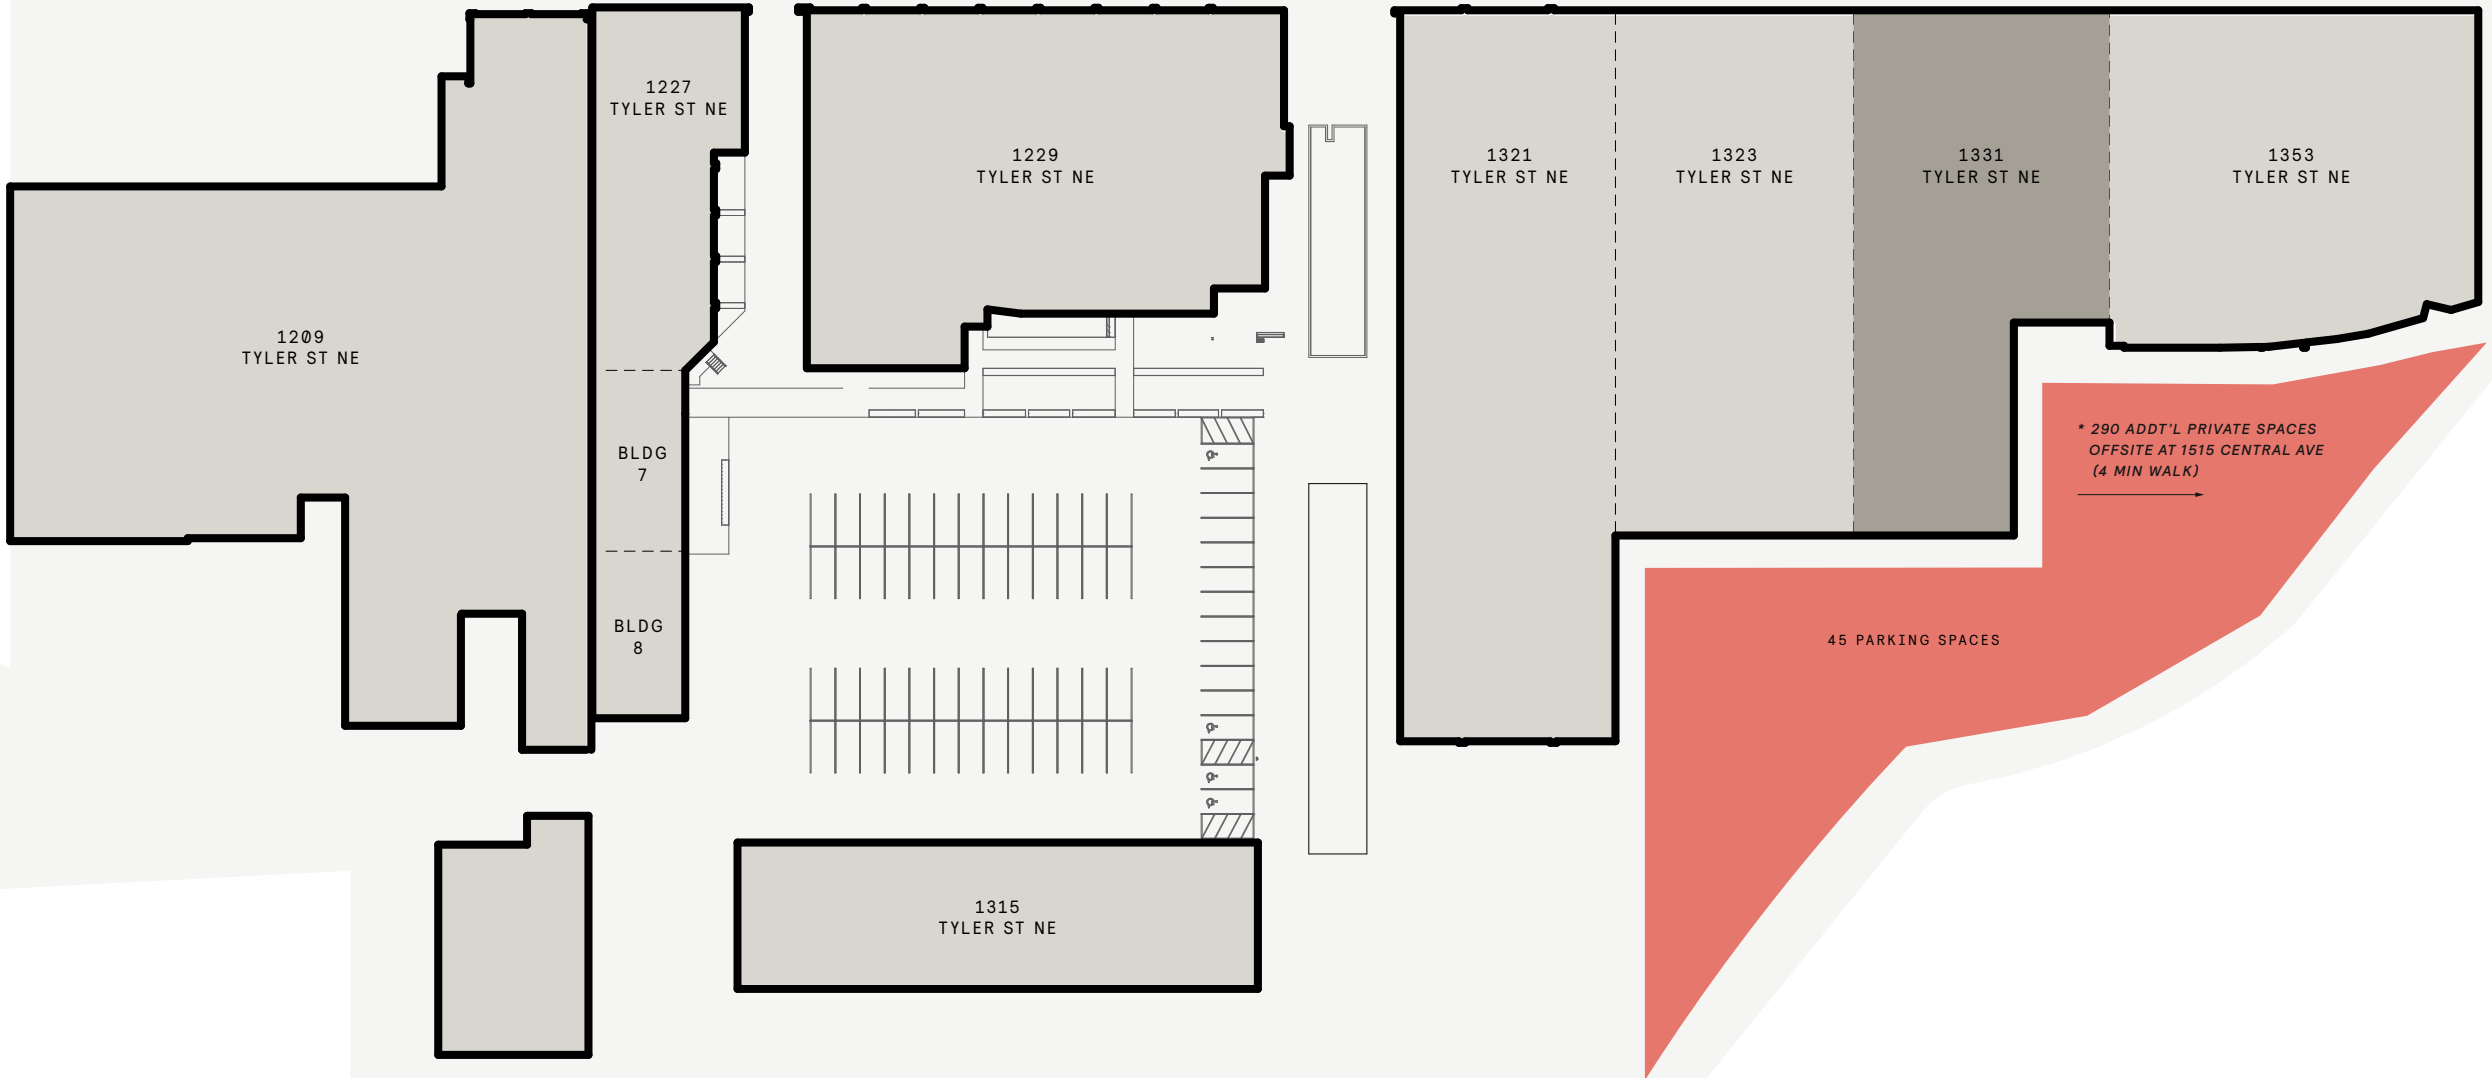 1227
TYLER ST NE
1229
TYLER ST NE
1321
TYLER ST NE
1323
TYLER ST NE
1331
TYLER ST NE
1353
TYLER ST NE
1209
TYLER ST NE
BLDG
7
BLDG
8
* 290 ADDT'L PRIVATE SPACES
OFFSITE AT 1515 CENTRAL AVE
(4 MIN WALK)
45 PARKING SPACES
1315
TYLER ST NE